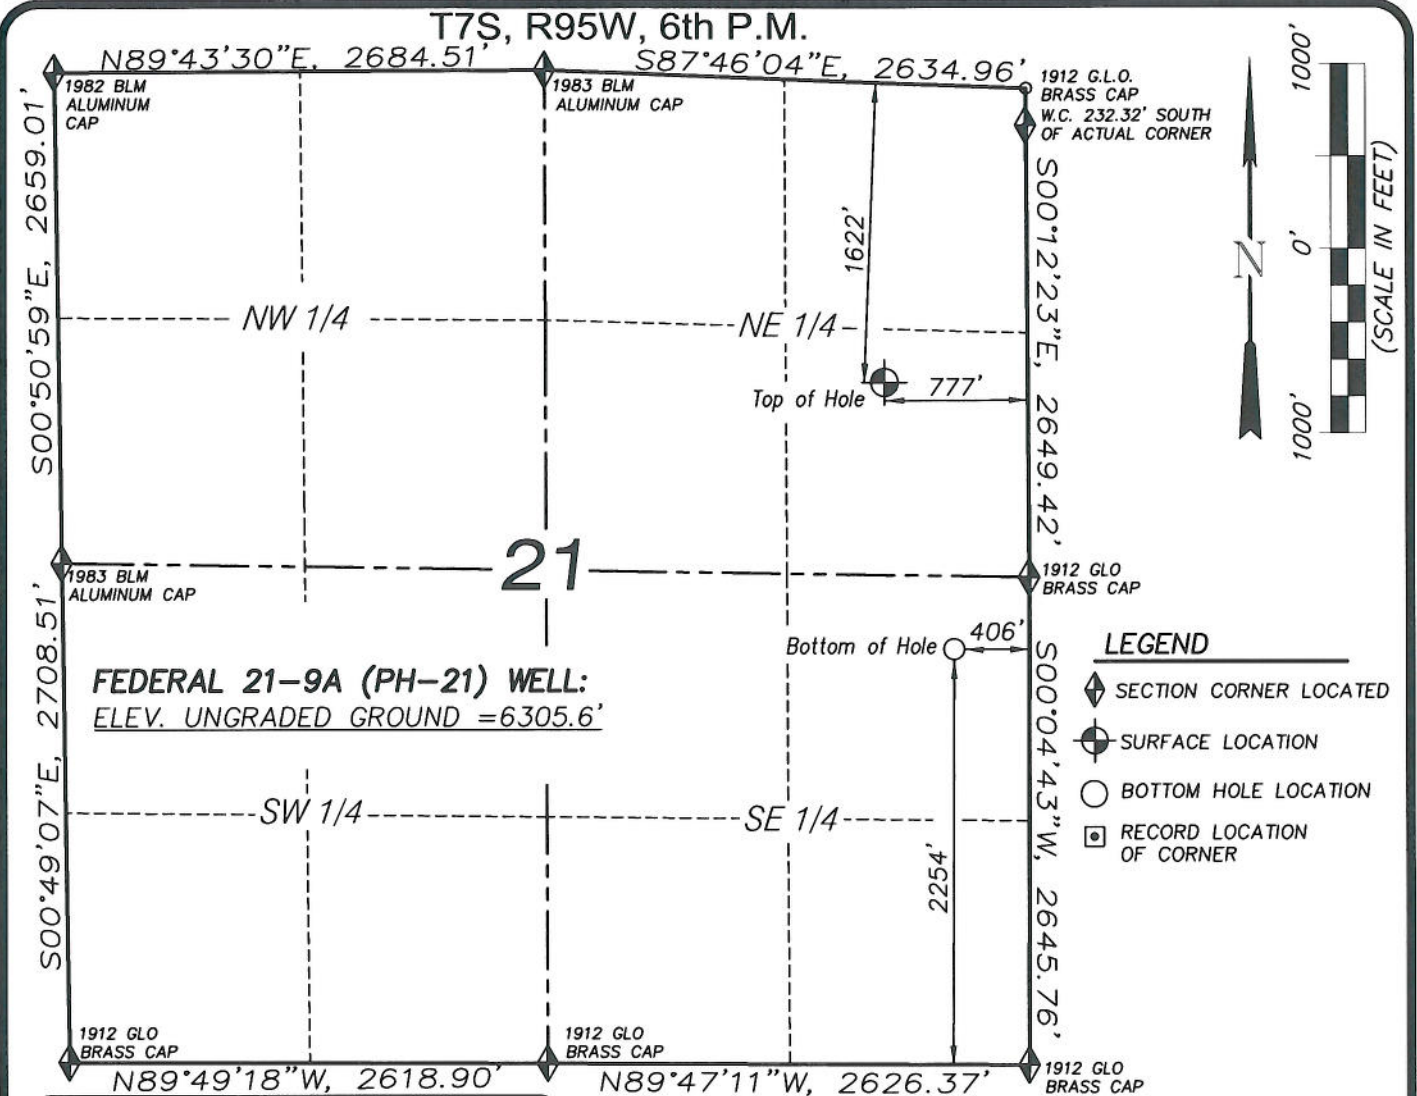 T7S, R95W, 6th P.M.
N89°43'30"E, 2684.51'
S87°46'04"E, 2634.96'
1982 BLM
ALUMINUM
CAP
1983 BLM
ALUMINUM CAP
1912 G.L.O.
BRASS CAP
W.C. 232.32' SOUTH
OF ACTUAL CORNER
S00°50'59"E, 2659.01'
1622'
S00°12'23"E, 2649.42'
N
1000'
0'
1000'
(SCALE IN FEET)
NW 1/4
NE 1/4
777'
Top of Hole
21
1983 BLM
ALUMINUM CAP
1912 GLO
BRASS CAP
406'
Bottom of Hole
FEDERAL 21-9A (PH-21) WELL:
ELEV. UNGRADED GROUND =6305.6'
S00°49'07"E, 2708.51'
S00°04'43"W, 2645.76'
LEGEND
SECTION CORNER LOCATED
SURFACE LOCATION
BOTTOM HOLE LOCATION
RECORD LOCATION
OF CORNER
SW 1/4
SE 1/4
2254'
1912 GLO
BRASS CAP
1912 GLO
BRASS CAP
1912 GLO
BRASS CAP
N89°49'18"W, 2618.90'
N89°47'11"W, 2626.37'